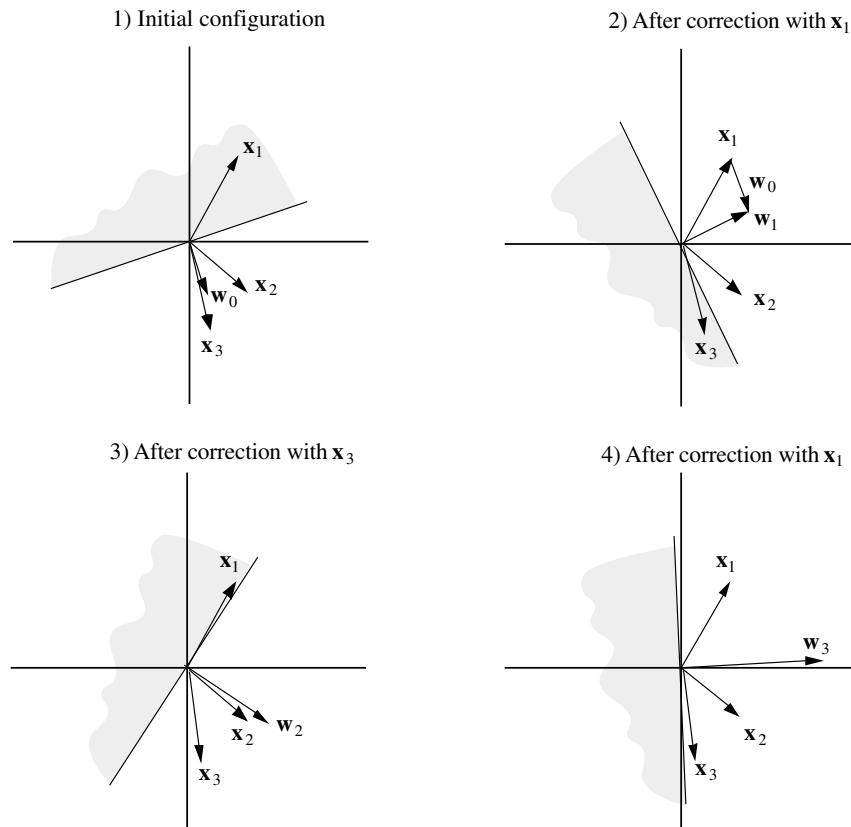 1) Initial configuration
x1
w0
x2
x3
2) After correction with x1
x1
w0
w1
x2
x3
3) After correction with x3
x1
x2
w2
x3
4) After correction with x1
x1
w3
x2
x3